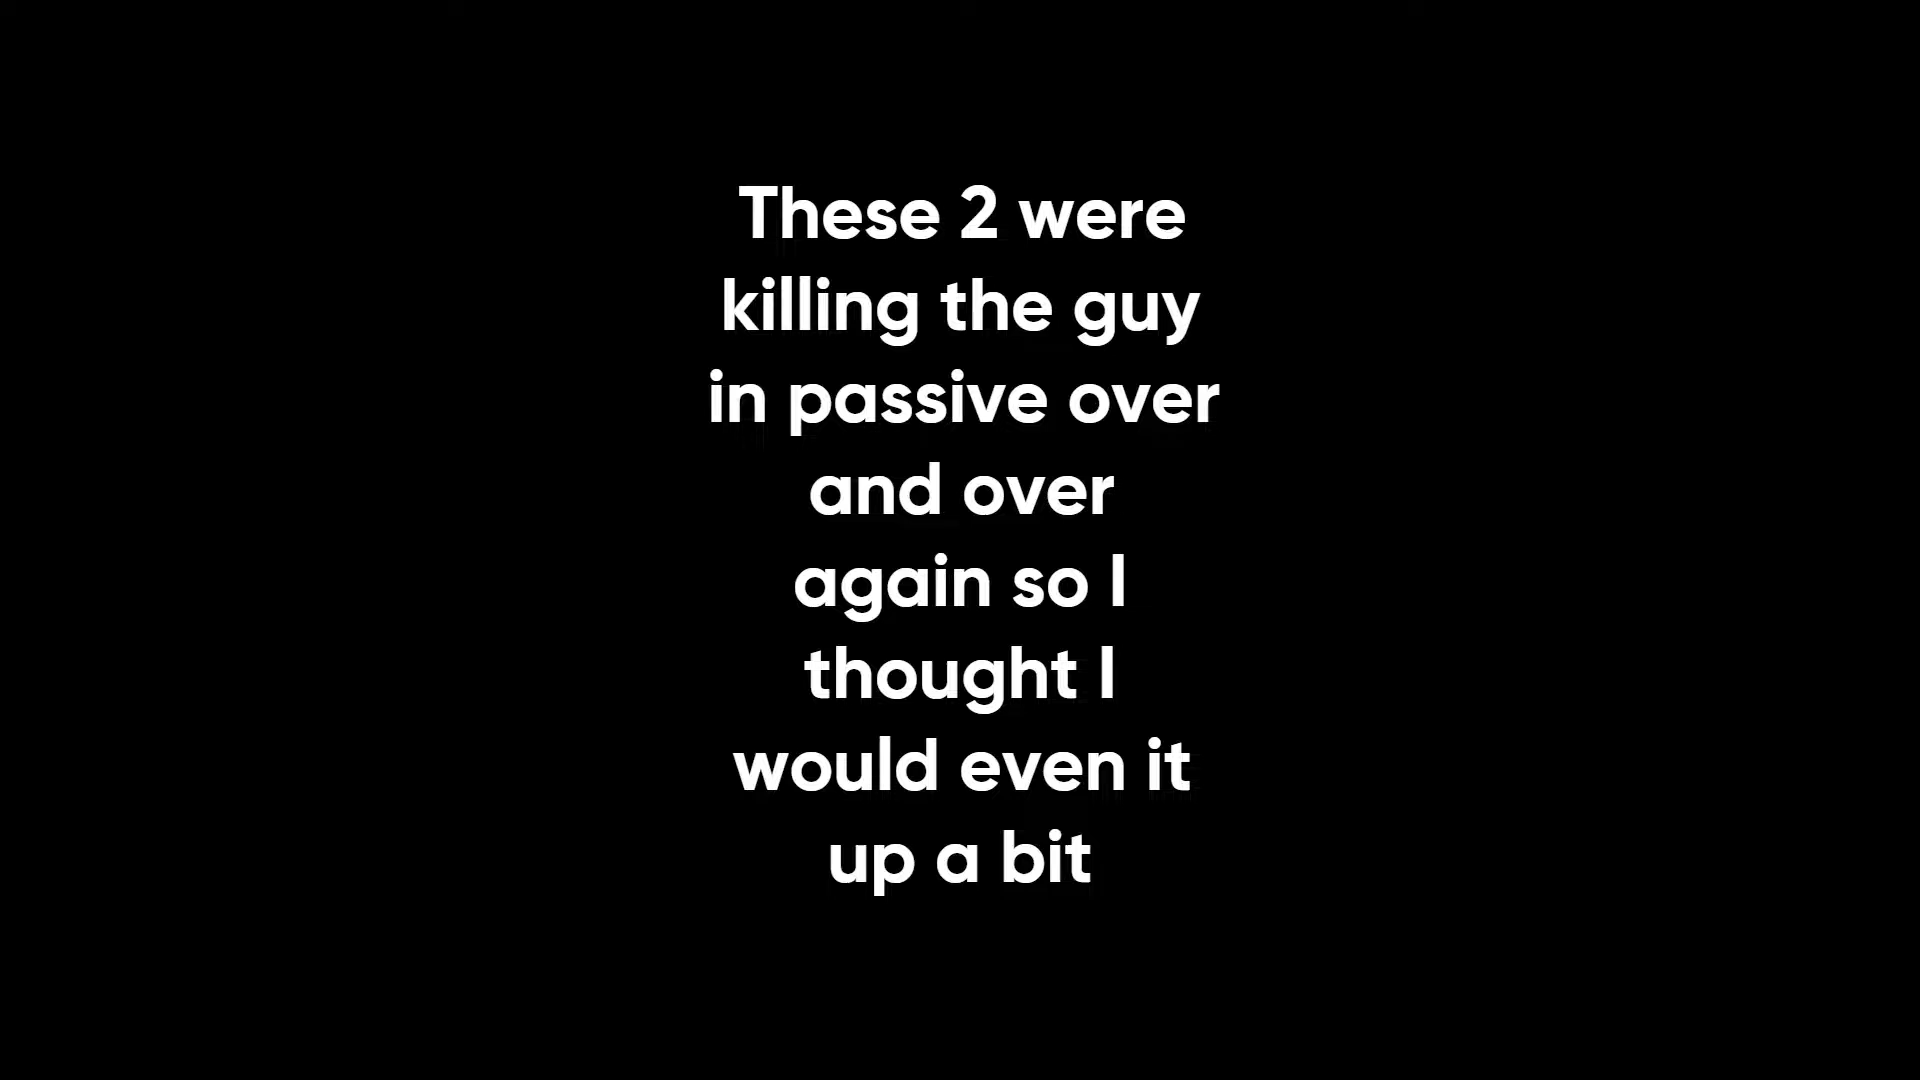 These 2 were
killing the guy
in passive over
and over
again so I
thought I
would even it
up a bit